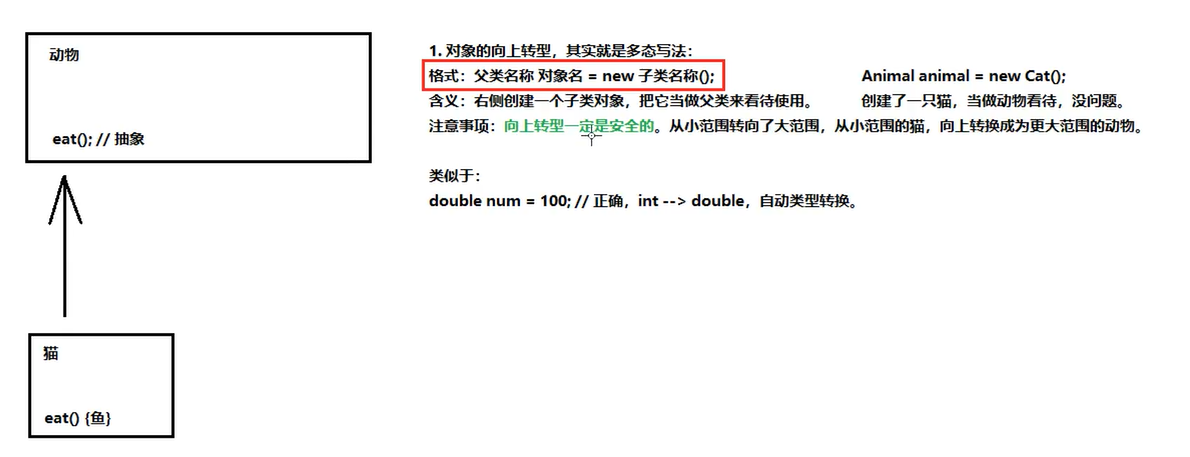 动物
eat(); // 抽象
猫
eat() {鱼}
1. 对象的向上转型，其实就是多态写法：
格式：父类名称 对象名 = new 子类名称(); Animal animal = new Cat();
含义：右侧创建一个子类对象，把它当做父类来看待使用。 创建了一只猫，当做动物看待，没问题。
注意事项：向上转型一定是安全的。从小范围转向了大范围，从小范围的猫，向上转换成为更大范围的动物。
类似于：
double num = 100; // 正确，int --> double，自动类型转换。